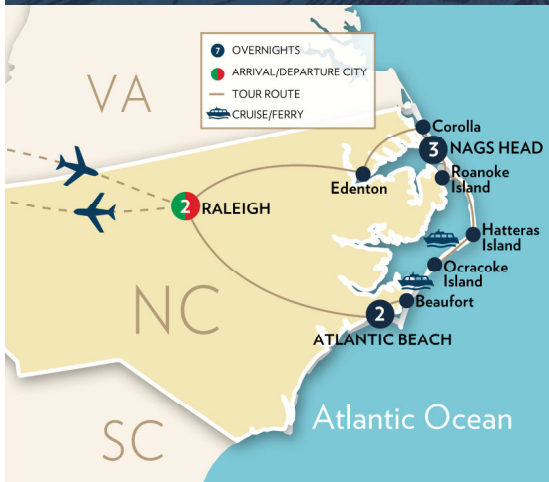 7 OVERNIGHTS
ARRIVAL/DEPARTURE CITY
TOUR ROUTE
CRUISE/FERRY
VA
Corolla
3 NAGS HEAD
Edenton
Roanoke
Island
2 RALEIGH
Hatteras
Island
Ocracoke
Island
NC
Beaufort
2
ATLANTIC BEACH
SC
Atlantic Ocean